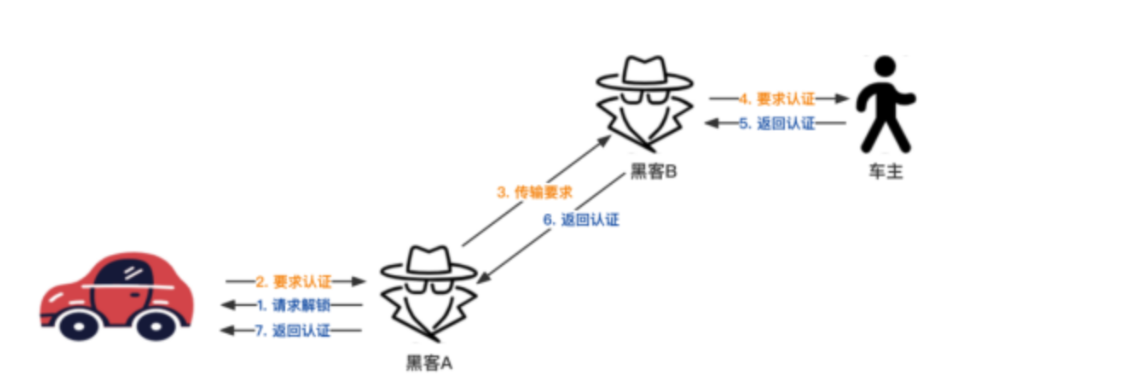 4. 要求认证
5. 返回认证
黑客B
车主
3. 传输要求
6. 返回认证
2. 要求认证
1. 请求解锁
7. 返回认证
黑客A